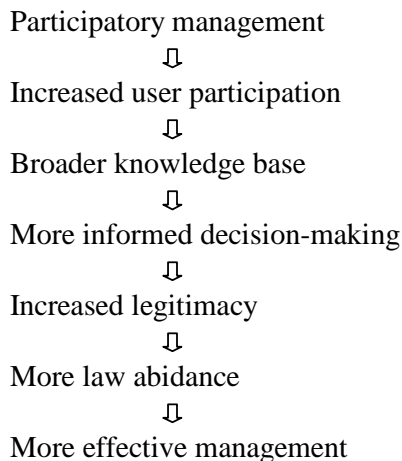 Participatory management
⇩
Increased user participation
⇩
Broader knowledge base
⇩
More informed decision-making
⇩
Increased legitimacy
⇩
More law abidance
⇩
More effective management